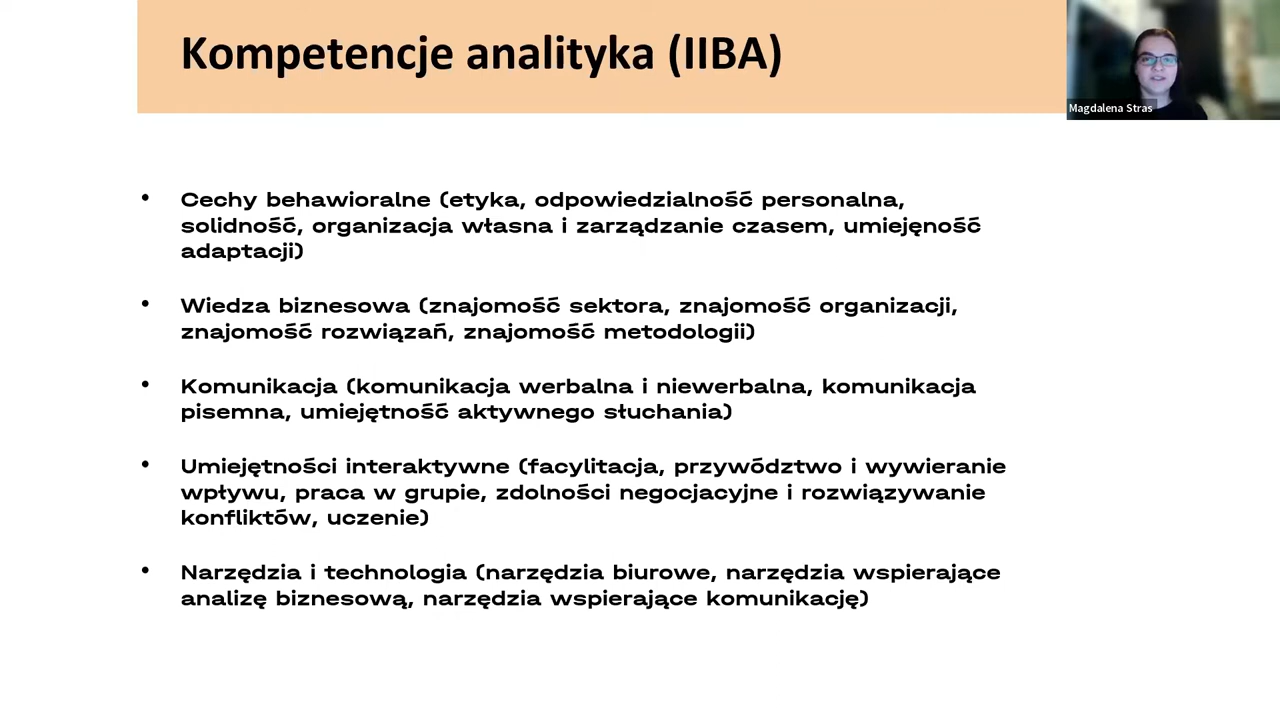 Kompetencje analityka (IIBA)
Magdalena Stras
• Cechy behawioralne (etyka, odpowiedzialność personalna,
solidność, organizacja własna i zarządzanie czasem, umiejęność
adaptacji)
• Wiedza biznesowa (znajomość sektora, znajomość organizacji,
znajomość rozwiązań, znajomość metodologii)
• Komunikacja (komunikacja werbalna i niewerbalna, komunikacja
pisemna, umiejętność aktywnego słuchania)
• Umiejętności interaktywne (facylitacja, przywództwo i wywieranie
wpływu, praca w grupie, zdolności negocjacyjne i rozwiązywanie
konfliktów, uczenie)
• Narzędzia i technologia (narzędzia biurowe, narzędzia wspierające
analizę biznesową, narzędzia wspierające komunikację)